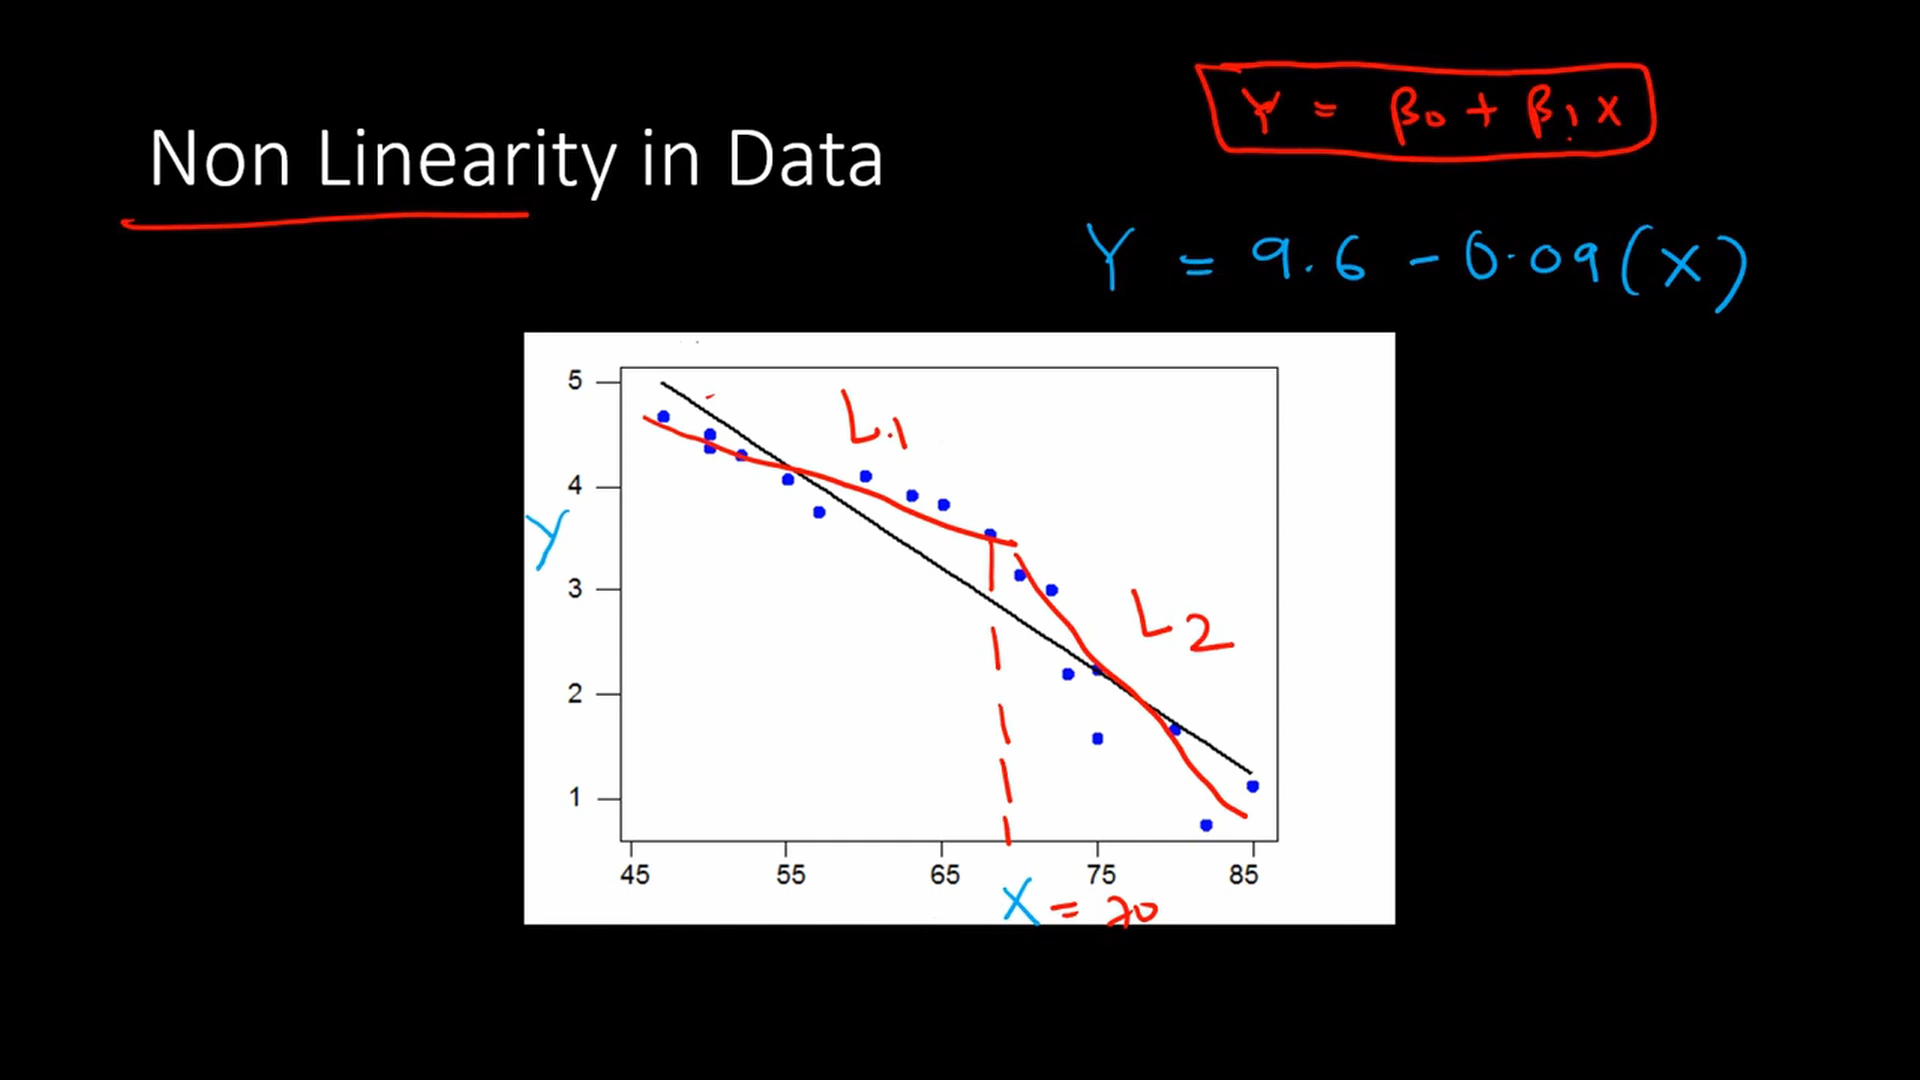 Y = β₀ + β₁ X
Non Linearity in Data
Y = 9.6 - 0.09(X)
5
L1
4
Y
3
L2
2
1
45 55 65 75 85
X = 70